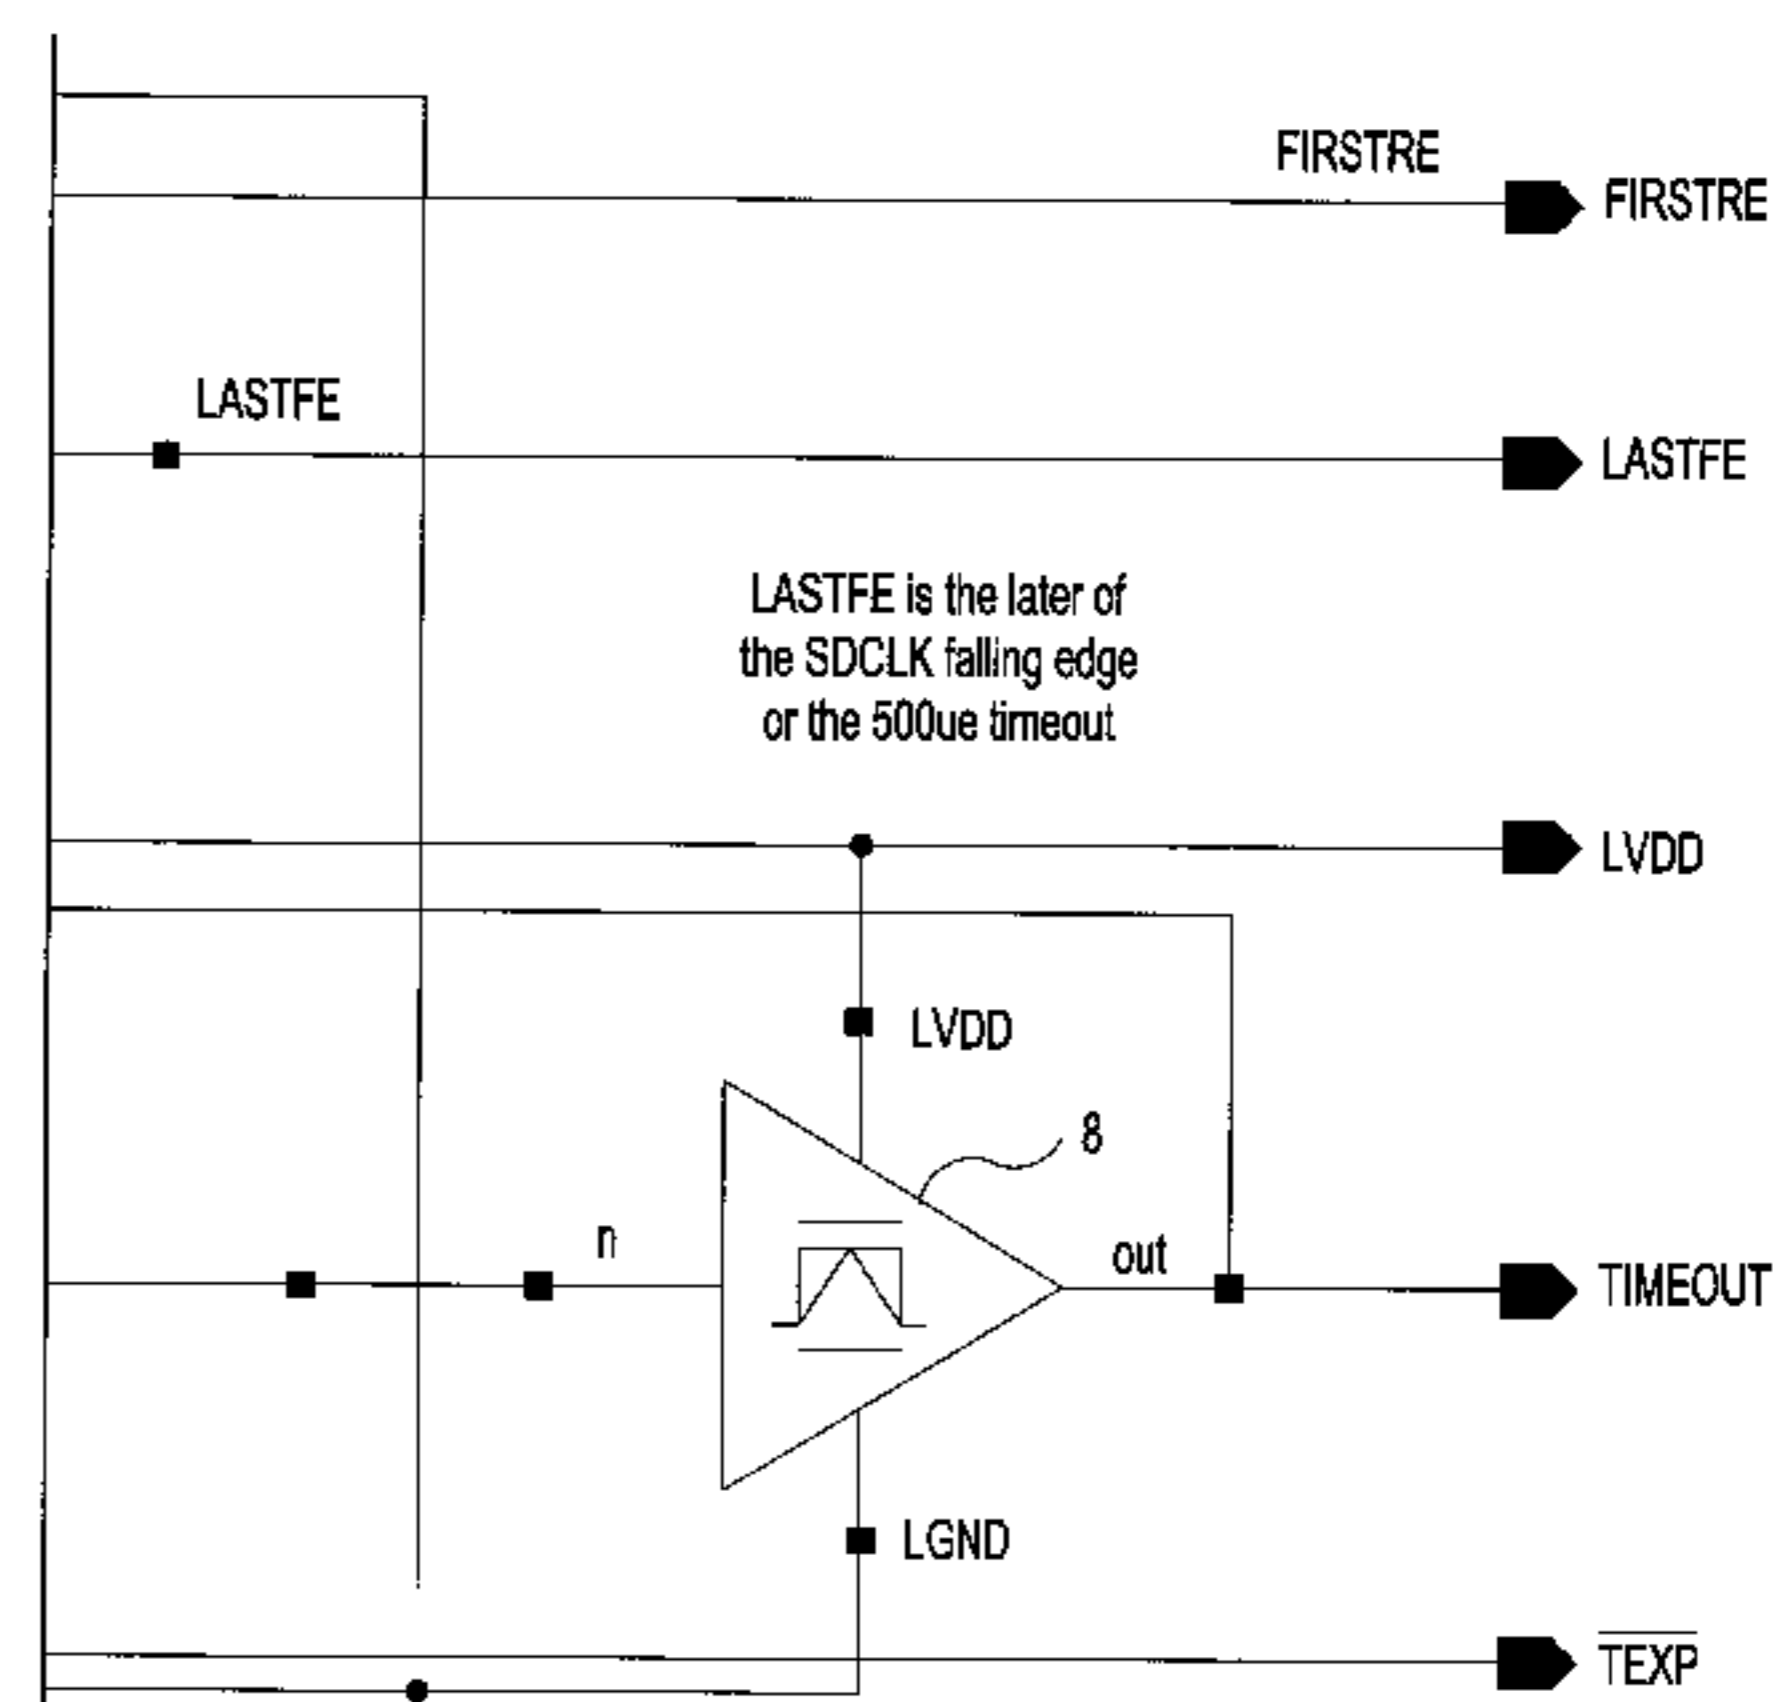 FIRSTRE
FIRSTRE
LASTFE
LASTFE
LASTFE is the later of
the SDCLK falling edge
or the 500ue timeout
LVDD
LVDD
8
n
out
TIMEOUT
LGND
TEXP